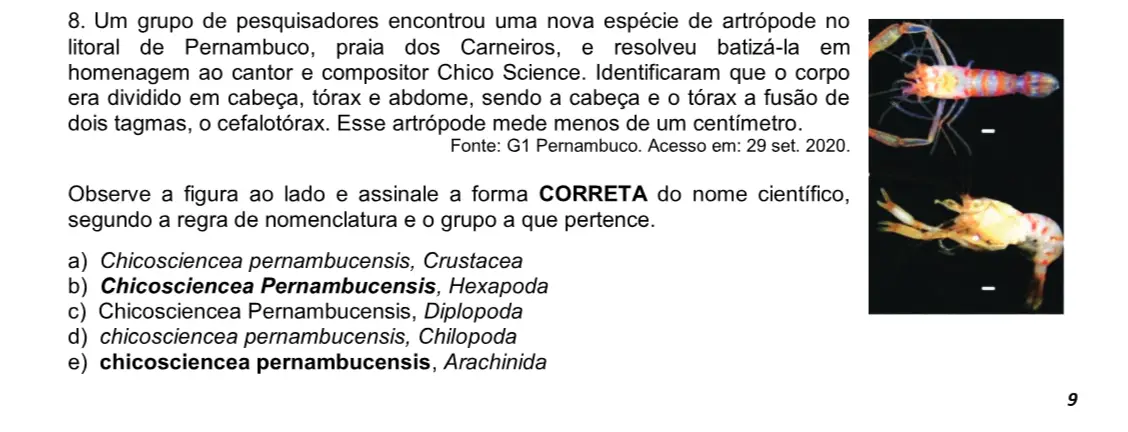 8. Um grupo de pesquisadores encontrou uma nova espécie de artrópode no
litoral de Pernambuco, praia dos Carneiros, e resolveu batizá-la em
homenagem ao cantor e compositor Chico Science. Identificaram que o corpo
era dividido em cabeça, tórax e abdome, sendo a cabeça e o tórax a fusão de
dois tagmas, o cefalotórax. Esse artrópode mede menos de um centímetro.
Fonte: G1 Pernambuco. Acesso em: 29 set. 2020.
Observe a figura ao lado e assinale a forma CORRETA do nome científico,
segundo a regra de nomenclatura e o grupo a que pertence.
a) Chicosciencea pernambucensis, Crustacea
b) Chicosciencea Pernambucensis, Hexapoda
c) Chicosciencea Pernambucensis, Diplopoda
d) chicosciencea pernambucensis, Chilopoda
e) chicosciencea pernambucensis, Arachinida
9